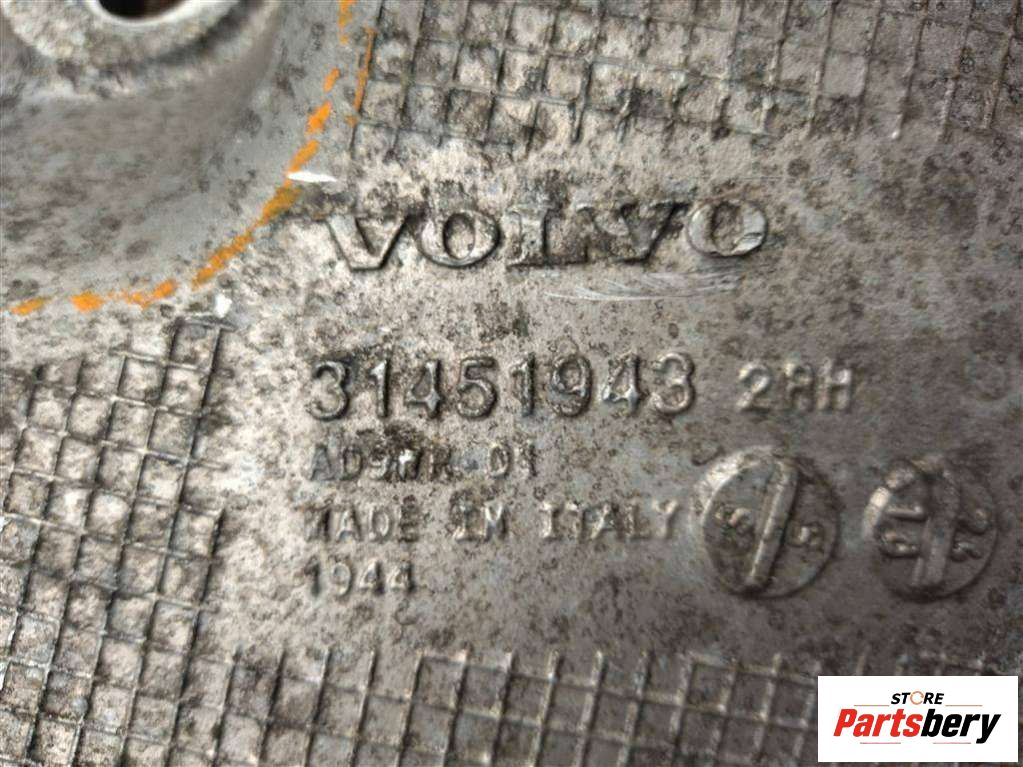 VOLVO
31451943 2RH
MADE IN ITALY
1944
STORE
Partsbery